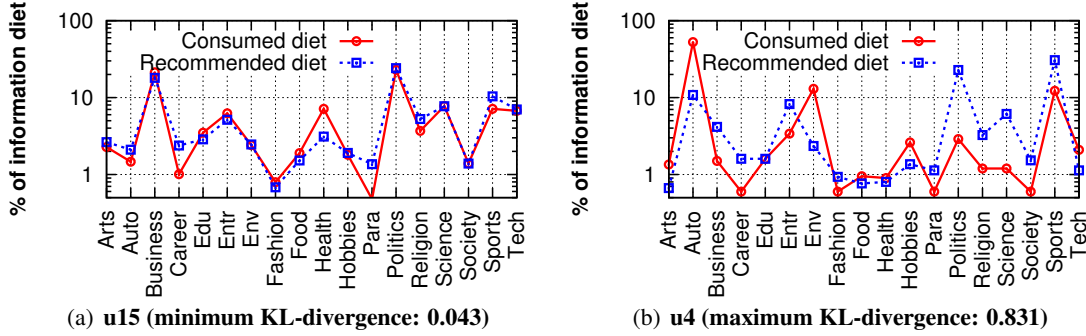 % of information diet
100
10
1
Consumed diet
Recommended diet
Arts
Auto
Business
Career
Edu
Entr
Env
Fashion
Food
Health
Hobbies
Para
Politics
Religion
Science
Society
Sports
Tech
(a) u15 (minimum KL-divergence: 0.043)
% of information diet
100
10
1
Consumed diet
Recommended diet
Arts
Auto
Business
Career
Edu
Entr
Env
Fashion
Food
Health
Hobbies
Para
Politics
Religion
Science
Society
Sports
Tech
(b) u4 (maximum KL-divergence: 0.831)